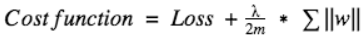 Cost function = Loss + λ/2m * ∑ ||w||